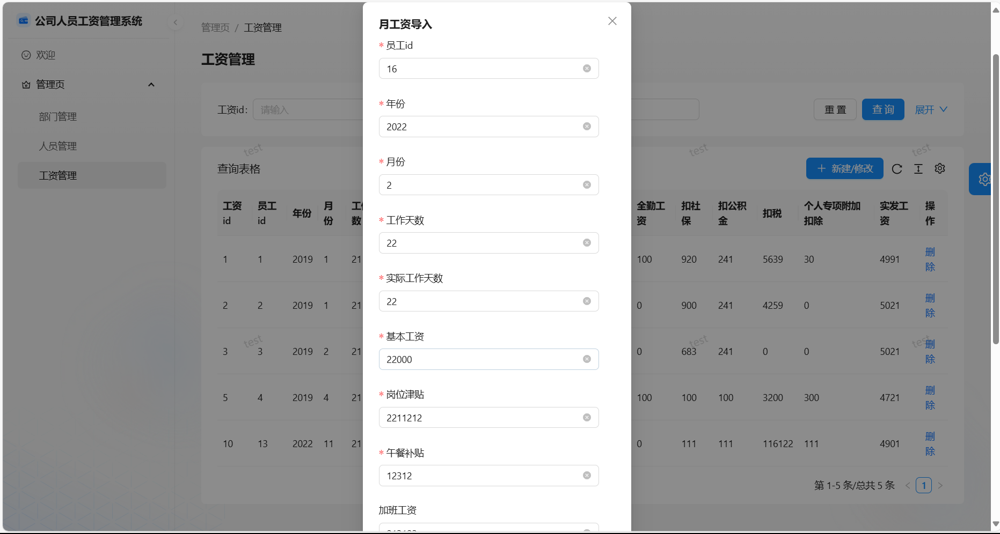 公司人员工资管理系统
欢迎
管理页
部门管理
人员管理
工资管理
管理页 / 工资管理
工资管理
工资id: 请输入
重 置 查 询 展开
test test test
查询表格
新建/修改
工资id 员工id 年份 月份 全勤工资 扣社保 扣公积金 扣税 个人专项附加扣除 实发工资 操作
1 1 2019 1 21 100 920 241 5639 30 4991 删除
2 2 2019 1 21 0 900 241 4259 0 5021 删除
test test test
3 3 2019 2 21 0 683 241 0 0 5021 删除
5 4 2019 4 21 100 100 100 3200 300 4721 删除
10 13 2022 11 21 0 111 111 116122 111 4901 删除
第 1-5 条/总共 5 条 1
月工资导入
* 员工id
16
* 年份
2022
* 月份
2
* 工作天数
22
* 实际工作天数
22
* 基本工资
22000
* 岗位津贴
2211212
* 午餐补贴
12312
加班工资